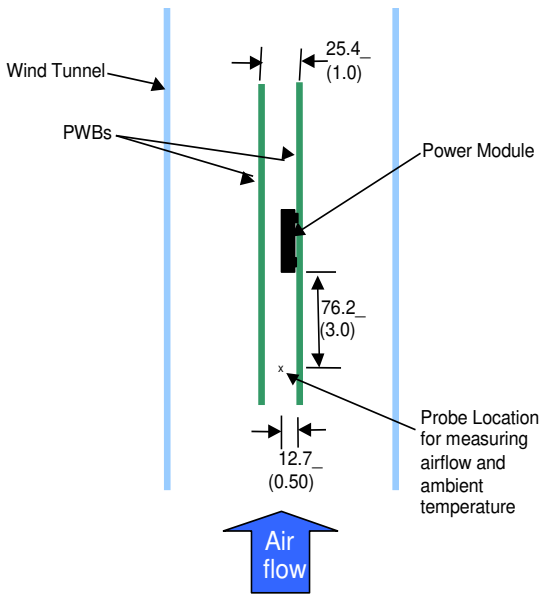 25.4_
(1.0)
Wind Tunnel
PWBs
Power Module
76.2_
(3.0)
x
Probe Location
for measuring
airflow and
ambient
temperature
12.7_
(0.50)
Air
flow